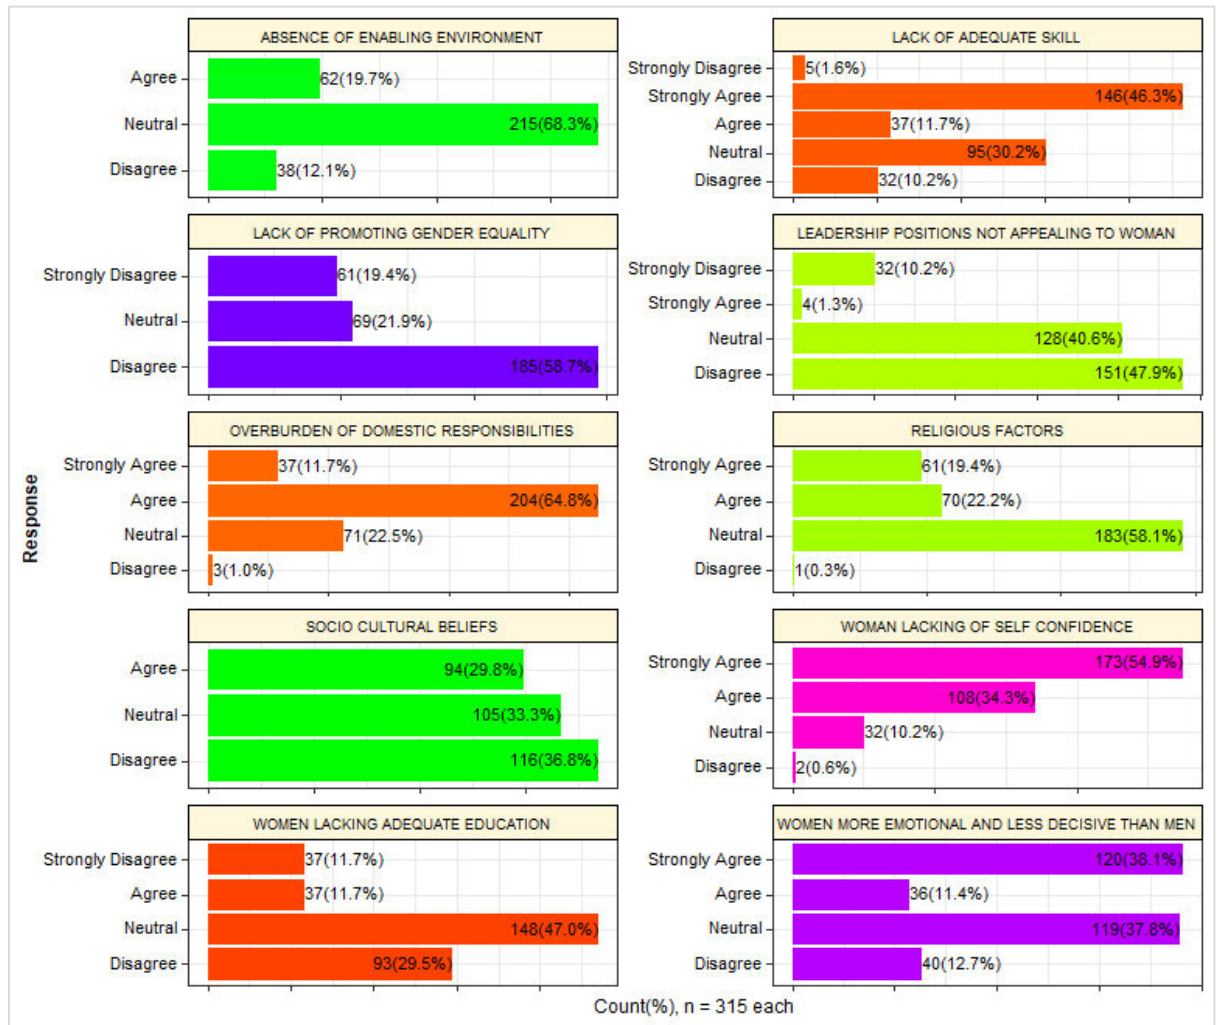 ABSENCE OF ENABLING ENVIRONMENT
Agree 62(19.7%)
Neutral 215(68.3%)
Disagree 38(12.1%)
LACK OF ADEQUATE SKILL
Strongly Disagree 5(1.6%)
Strongly Agree 146(46.3%)
Agree 37(11.7%)
Neutral 95(30.2%)
Disagree 32(10.2%)
LACK OF PROMOTING GENDER EQUALITY
Strongly Disagree 61(19.4%)
Neutral 69(21.9%)
Disagree 185(58.7%)
LEADERSHIP POSITIONS NOT APPEALING TO WOMAN
Strongly Disagree 32(10.2%)
Strongly Agree 4(1.3%)
Neutral 128(40.6%)
Disagree 151(47.9%)
OVERBURDEN OF DOMESTIC RESPONSIBILITIES
Strongly Agree 37(11.7%)
Agree 204(64.8%)
Neutral 71(22.5%)
Disagree 3(1.0%)
RELIGIOUS FACTORS
Strongly Agree 61(19.4%)
Agree 70(22.2%)
Neutral 183(58.1%)
Disagree 1(0.3%)
Response
SOCIO CULTURAL BELIEFS
Agree 94(29.8%)
Neutral 105(33.3%)
Disagree 116(36.8%)
WOMAN LACKING OF SELF CONFIDENCE
Strongly Agree 173(54.9%)
Agree 108(34.3%)
Neutral 32(10.2%)
Disagree 2(0.6%)
WOMEN LACKING ADEQUATE EDUCATION
Strongly Disagree 37(11.7%)
Agree 37(11.7%)
Neutral 148(47.0%)
Disagree 93(29.5%)
WOMEN MORE EMOTIONAL AND LESS DECISIVE THAN MEN
Strongly Agree 120(38.1%)
Agree 36(11.4%)
Neutral 119(37.8%)
Disagree 40(12.7%)
Count(%), n = 315 each